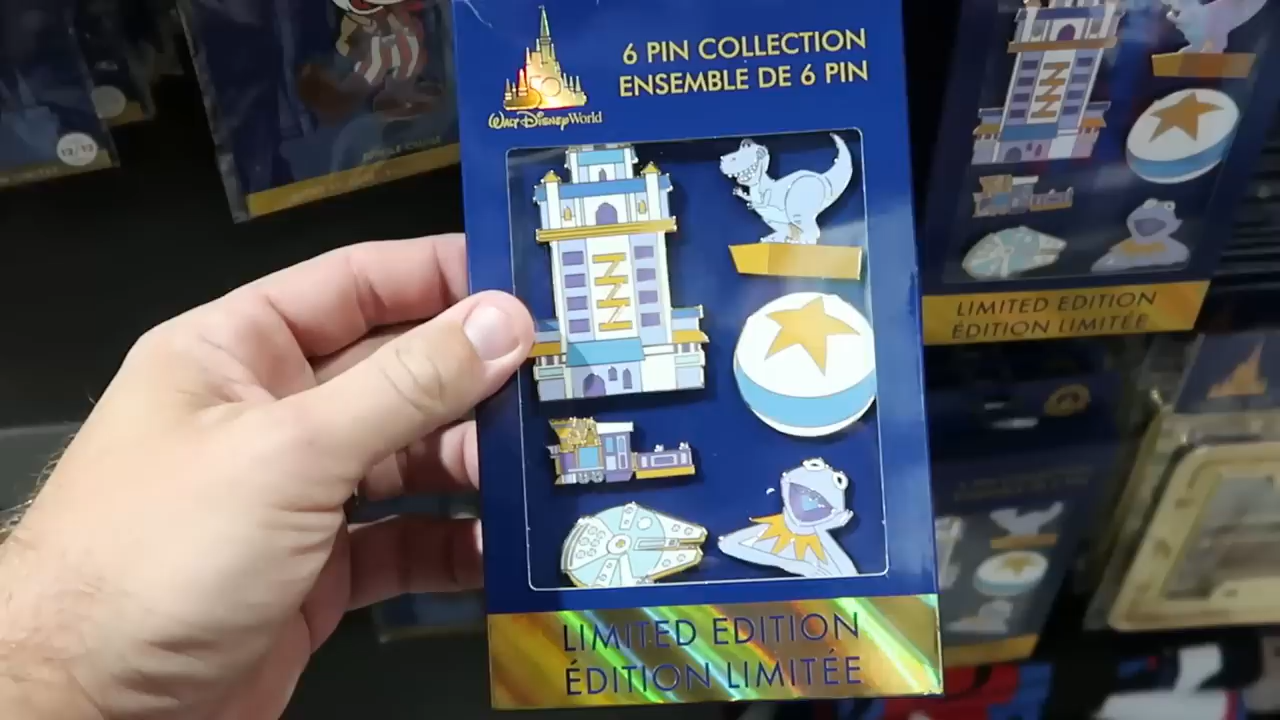 6 PIN COLLECTION
ENSEMBLE DE 6 PIN
50
Walt Disney World
LIMITED EDITION
ÉDITION LIMITÉE
LIMITED EDITION
ÉDITION LIMITÉE